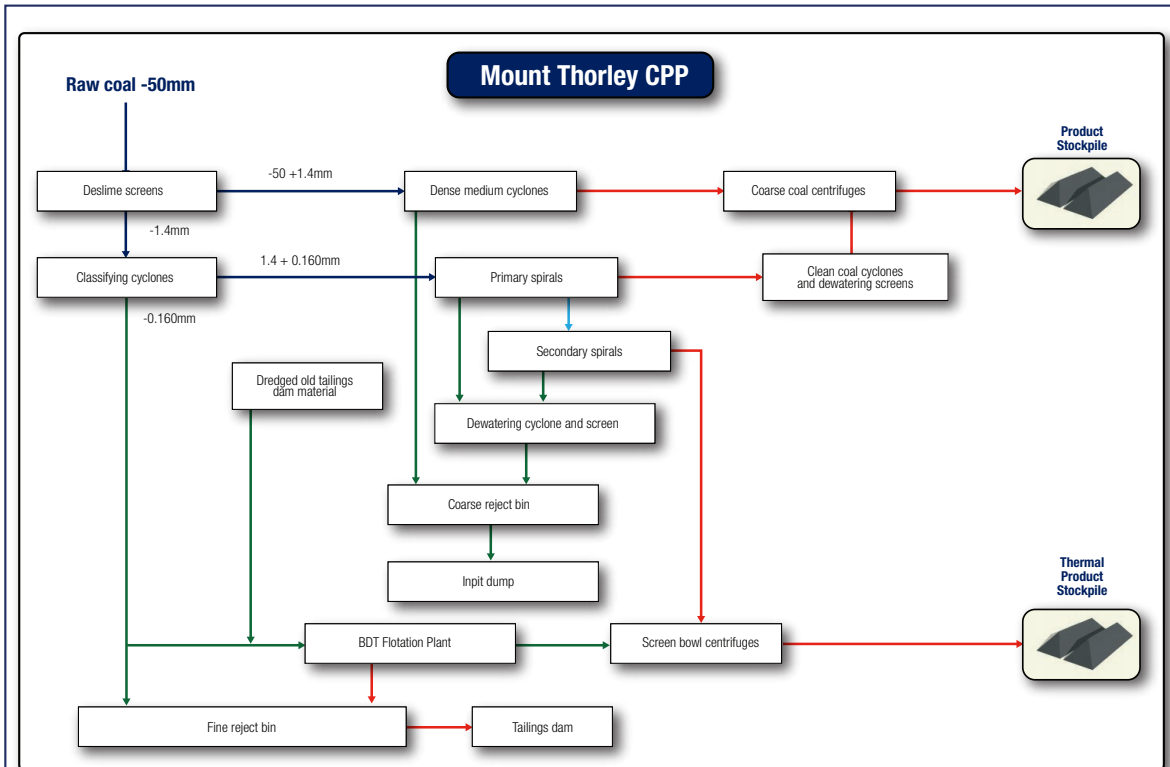 Mount Thorley CPP
Raw coal -50mm
Product
Stockpile
Deslime screens
-50 +1.4mm
Dense medium cyclones
Coarse coal centrifuges
-1.4mm
Classifying cyclones
1.4 + 0.160mm
Primary spirals
Clean coal cyclones
and dewatering screens
-0.160mm
Secondary spirals
Dredged old tailings
dam material
Dewatering cyclone and screen
Coarse reject bin
Inpit dump
Thermal
Product
Stockpile
BDT Flotation Plant
Screen bowl centrifuges
Fine reject bin
Tailings dam